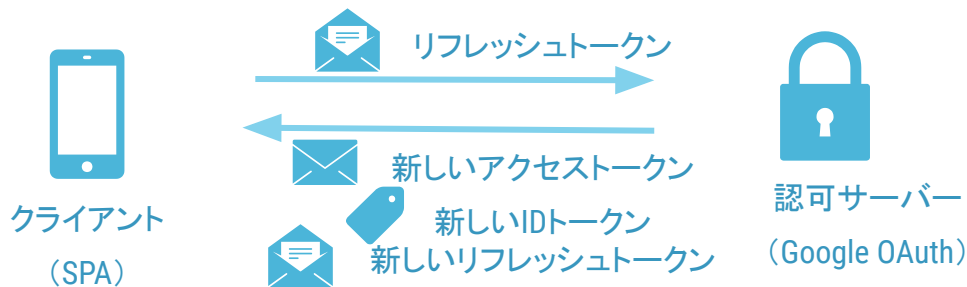 リフレッシュトークン
新しいアクセストークン
新しいIDトークン
新しいリフレッシュトークン
クライアント
（SPA）
認可サーバー
（Google OAuth）